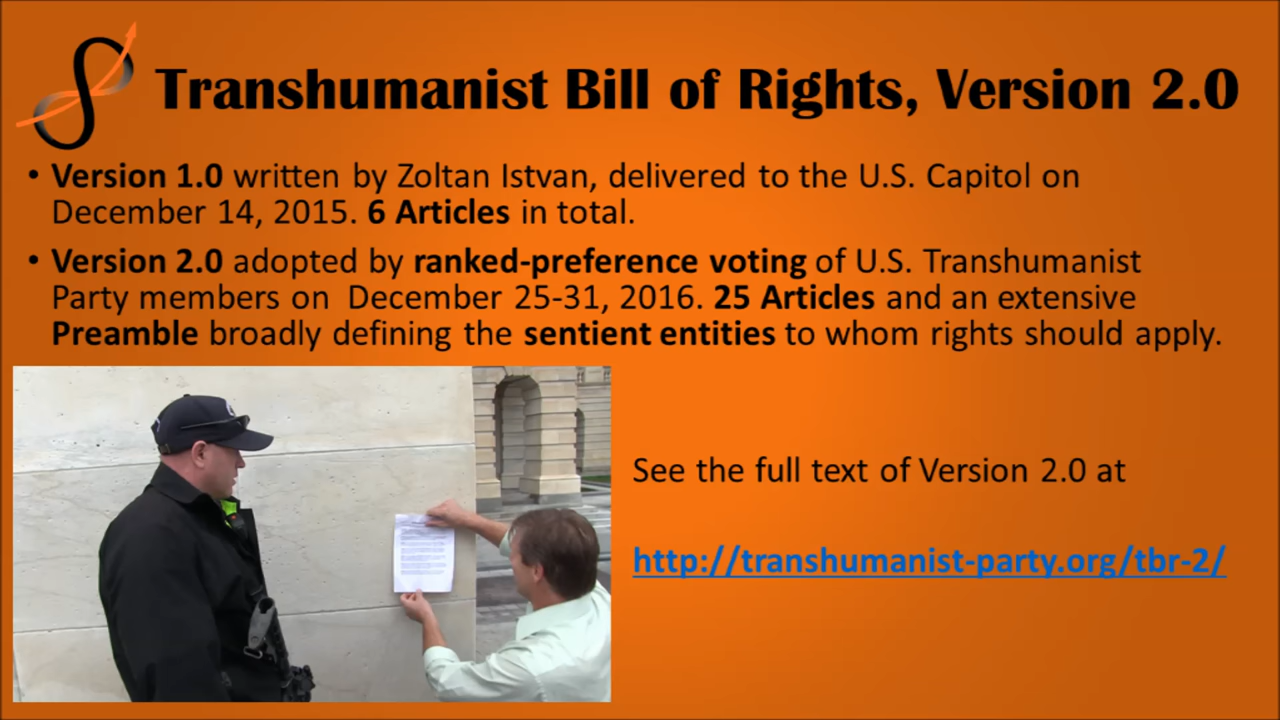 Transhumanist Bill of Rights, Version 2.0
• Version 1.0 written by Zoltan Istvan, delivered to the U.S. Capitol on
December 14, 2015. 6 Articles in total.
• Version 2.0 adopted by ranked-preference voting of U.S. Transhumanist
Party members on December 25-31, 2016. 25 Articles and an extensive
Preamble broadly defining the sentient entities to whom rights should apply.
See the full text of Version 2.0 at
http://transhumanist-party.org/tbr-2/